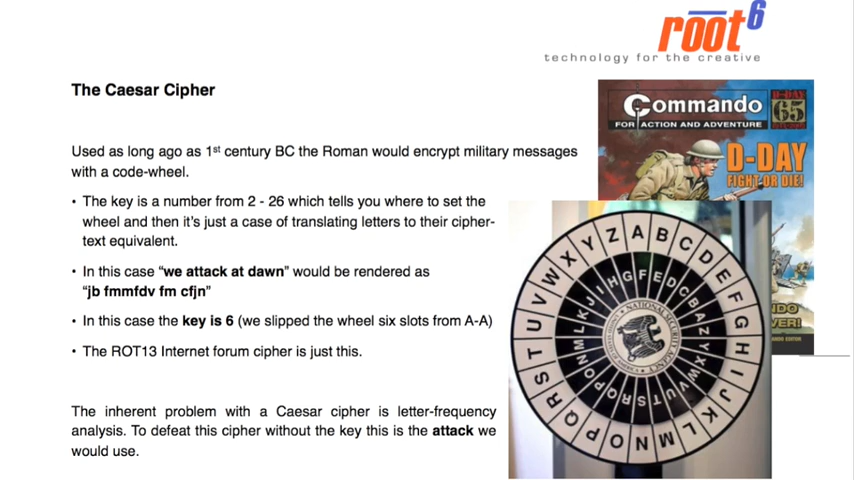 root6
technology for the creative
The Caesar Cipher
Used as long ago as 1st century BC the Roman would encrypt military messages
with a code-wheel.
• The key is a number from 2 - 26 which tells you where to set the
wheel and then it's just a case of translating letters to their cipher-
text equivalent.
• In this case “we attack at dawn” would be rendered as
“jb fmmfdv fm cfjn”
• In this case the key is 6 (we slipped the wheel six slots from A-A)
• The ROT13 Internet forum cipher is just this.
The inherent problem with a Caesar cipher is letter-frequency
analysis. To defeat this cipher without the key this is the attack we
would use.
Commando
FOR ACTION AND ADVENTURE
D-DAY
65
D-DAY
FIGHT OR DIE!
A B C D E F G H I J K L M N O P Q R S T U V W X Y Z
H G F E D C B A Z Y X W V U T S R Q P O N M L K J I
NATIONAL SECURITY AGENCY